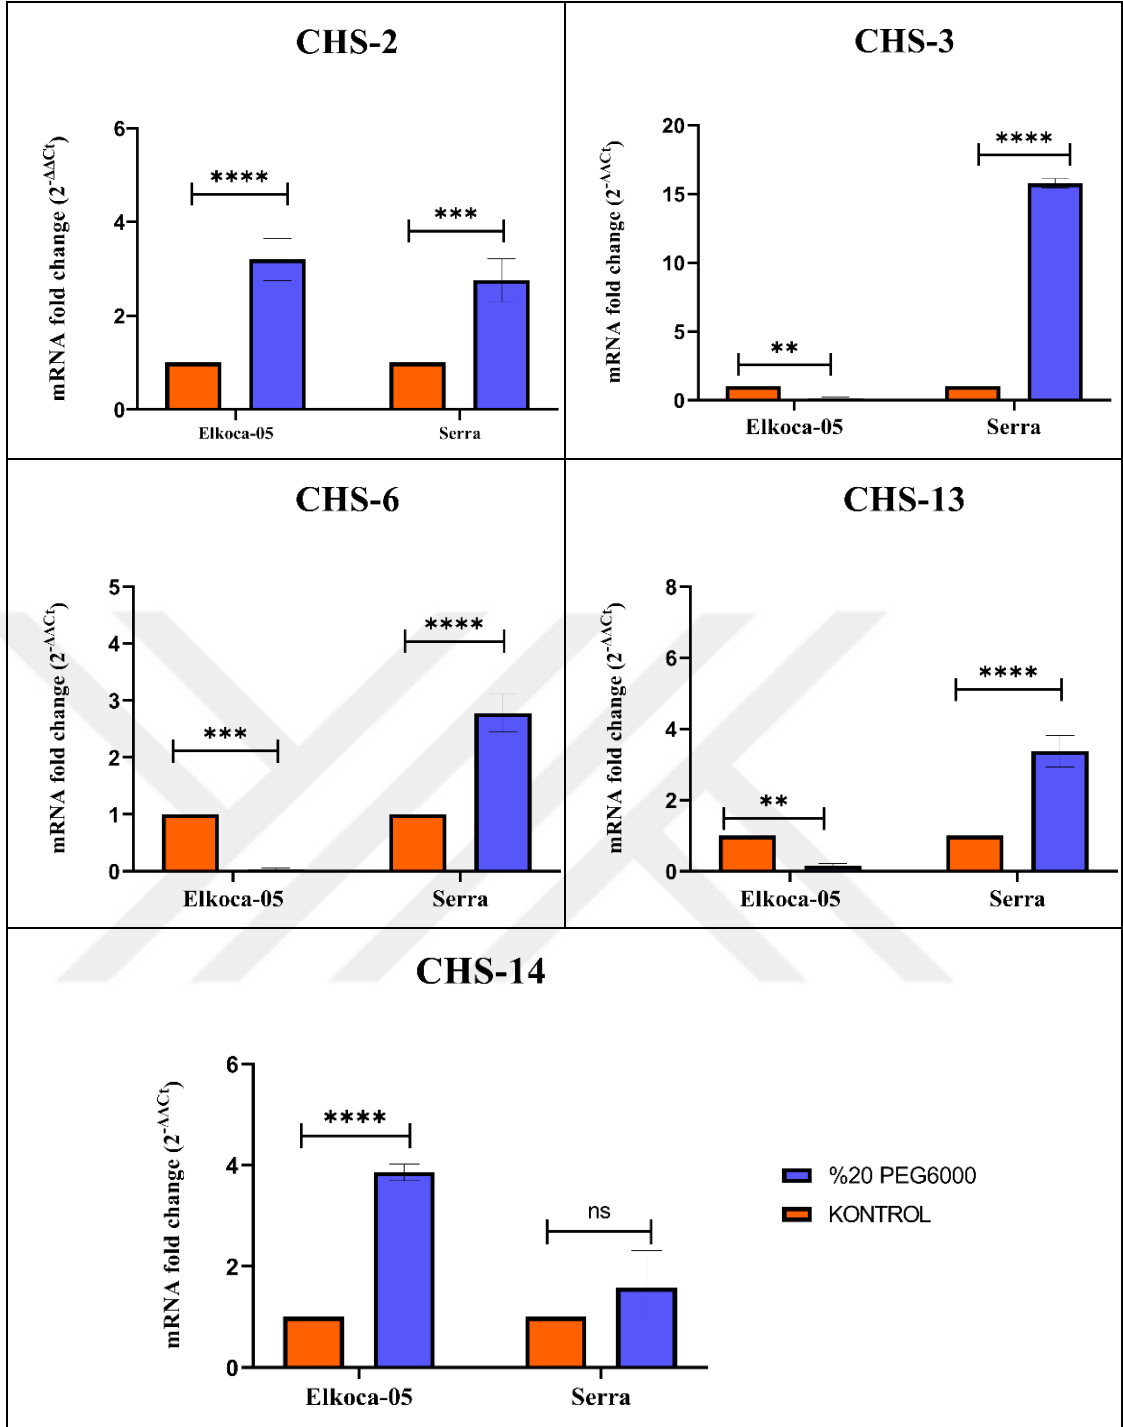 CHS-2
mRNA fold change (2^-ΔΔCt)
6
4
2
0
****
***
Elkoca-05
Serra
CHS-3
mRNA fold change (2^-ΔΔCt)
20
15
10
5
0
**
****
Elkoca-05
Serra
CHS-6
mRNA fold change (2^-ΔΔCt)
5
4
3
2
1
0
***
****
Elkoca-05
Serra
CHS-13
mRNA fold change (2^-ΔΔCt)
8
6
4
2
0
**
****
Elkoca-05
Serra
CHS-14
mRNA fold change (2^-ΔΔCt)
6
4
2
0
****
ns
Elkoca-05
Serra
%20 PEG6000
KONTROL